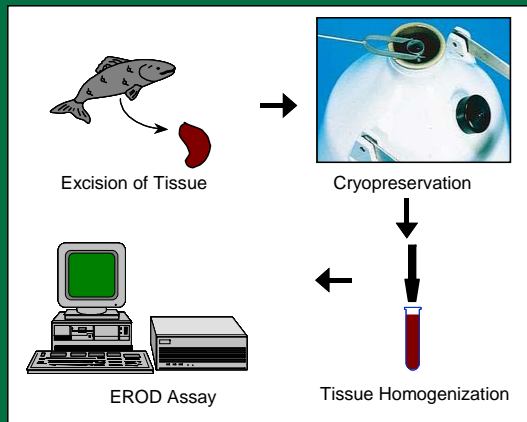 Excision of Tissue
Cryopreservation
Tissue Homogenization
EROD Assay